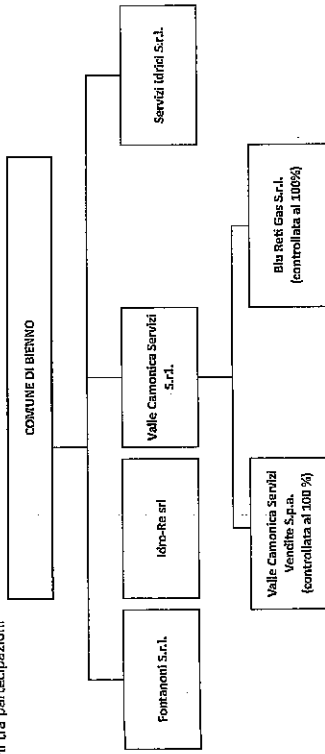 partecipazioni
COMUNE DI BIENNO
Fontanoni S.r.l.
Idro-Re srl
Valle Camonica Servizi
S.r.l.
Servizi Idrici S.r.l.
Valle Camonica Servizi
Vendite S.p.a.
(controllata al 100 %)
Blu Reti Gas S.r.l.
(controllata al 100%)